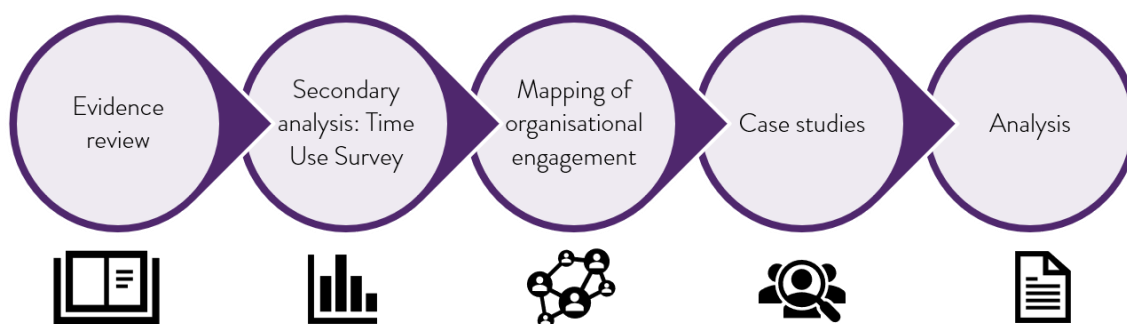 Evidence
review
Secondary
analysis: Time
Use Survey
Mapping of
organisational
engagement
Case studies
Analysis